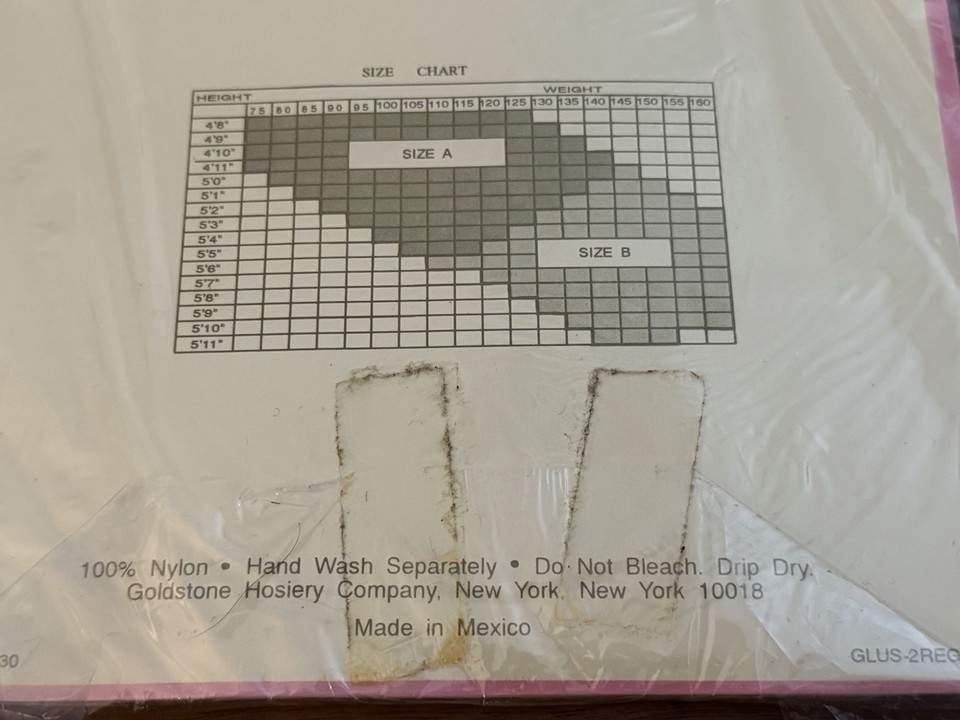 SIZE CHART
HEIGHT WEIGHT
75 80 85 90 95 100 105 110 115 120 125 130 135 140 145 150 155 160
4'8"
4'9"
4'10" SIZE A
4'11"
5'0"
5'1"
5'2"
5'3"
5'4"
5'5" SIZE B
5'6"
5'7"
5'8"
5'9"
5'10"
5'11"
100% Nylon • Hand Wash Separately • Do Not Bleach. Drip Dry.
Goldstone Hosiery Company, New York, New York 10018
Made in Mexico
30 GLUS-2REG